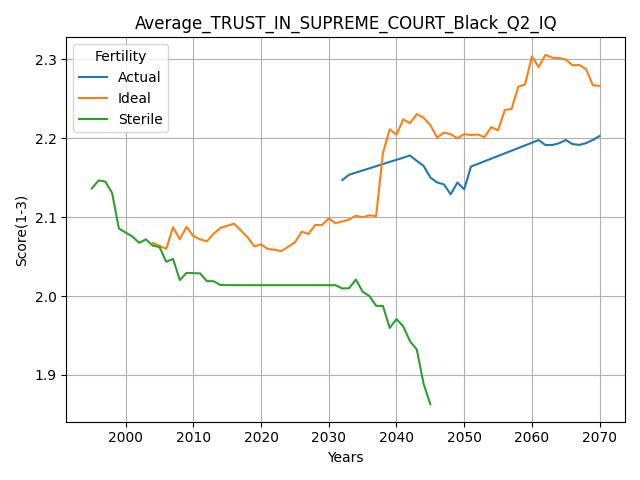 Average_TRUST_IN_SUPREME_COURT_Black_Q2_IQ
Fertility
Actual
Ideal
Sterile
Score(1-3)
2.3
2.2
2.1
2.0
1.9
2000 2010 2020 2030 2040 2050 2060 2070
Years